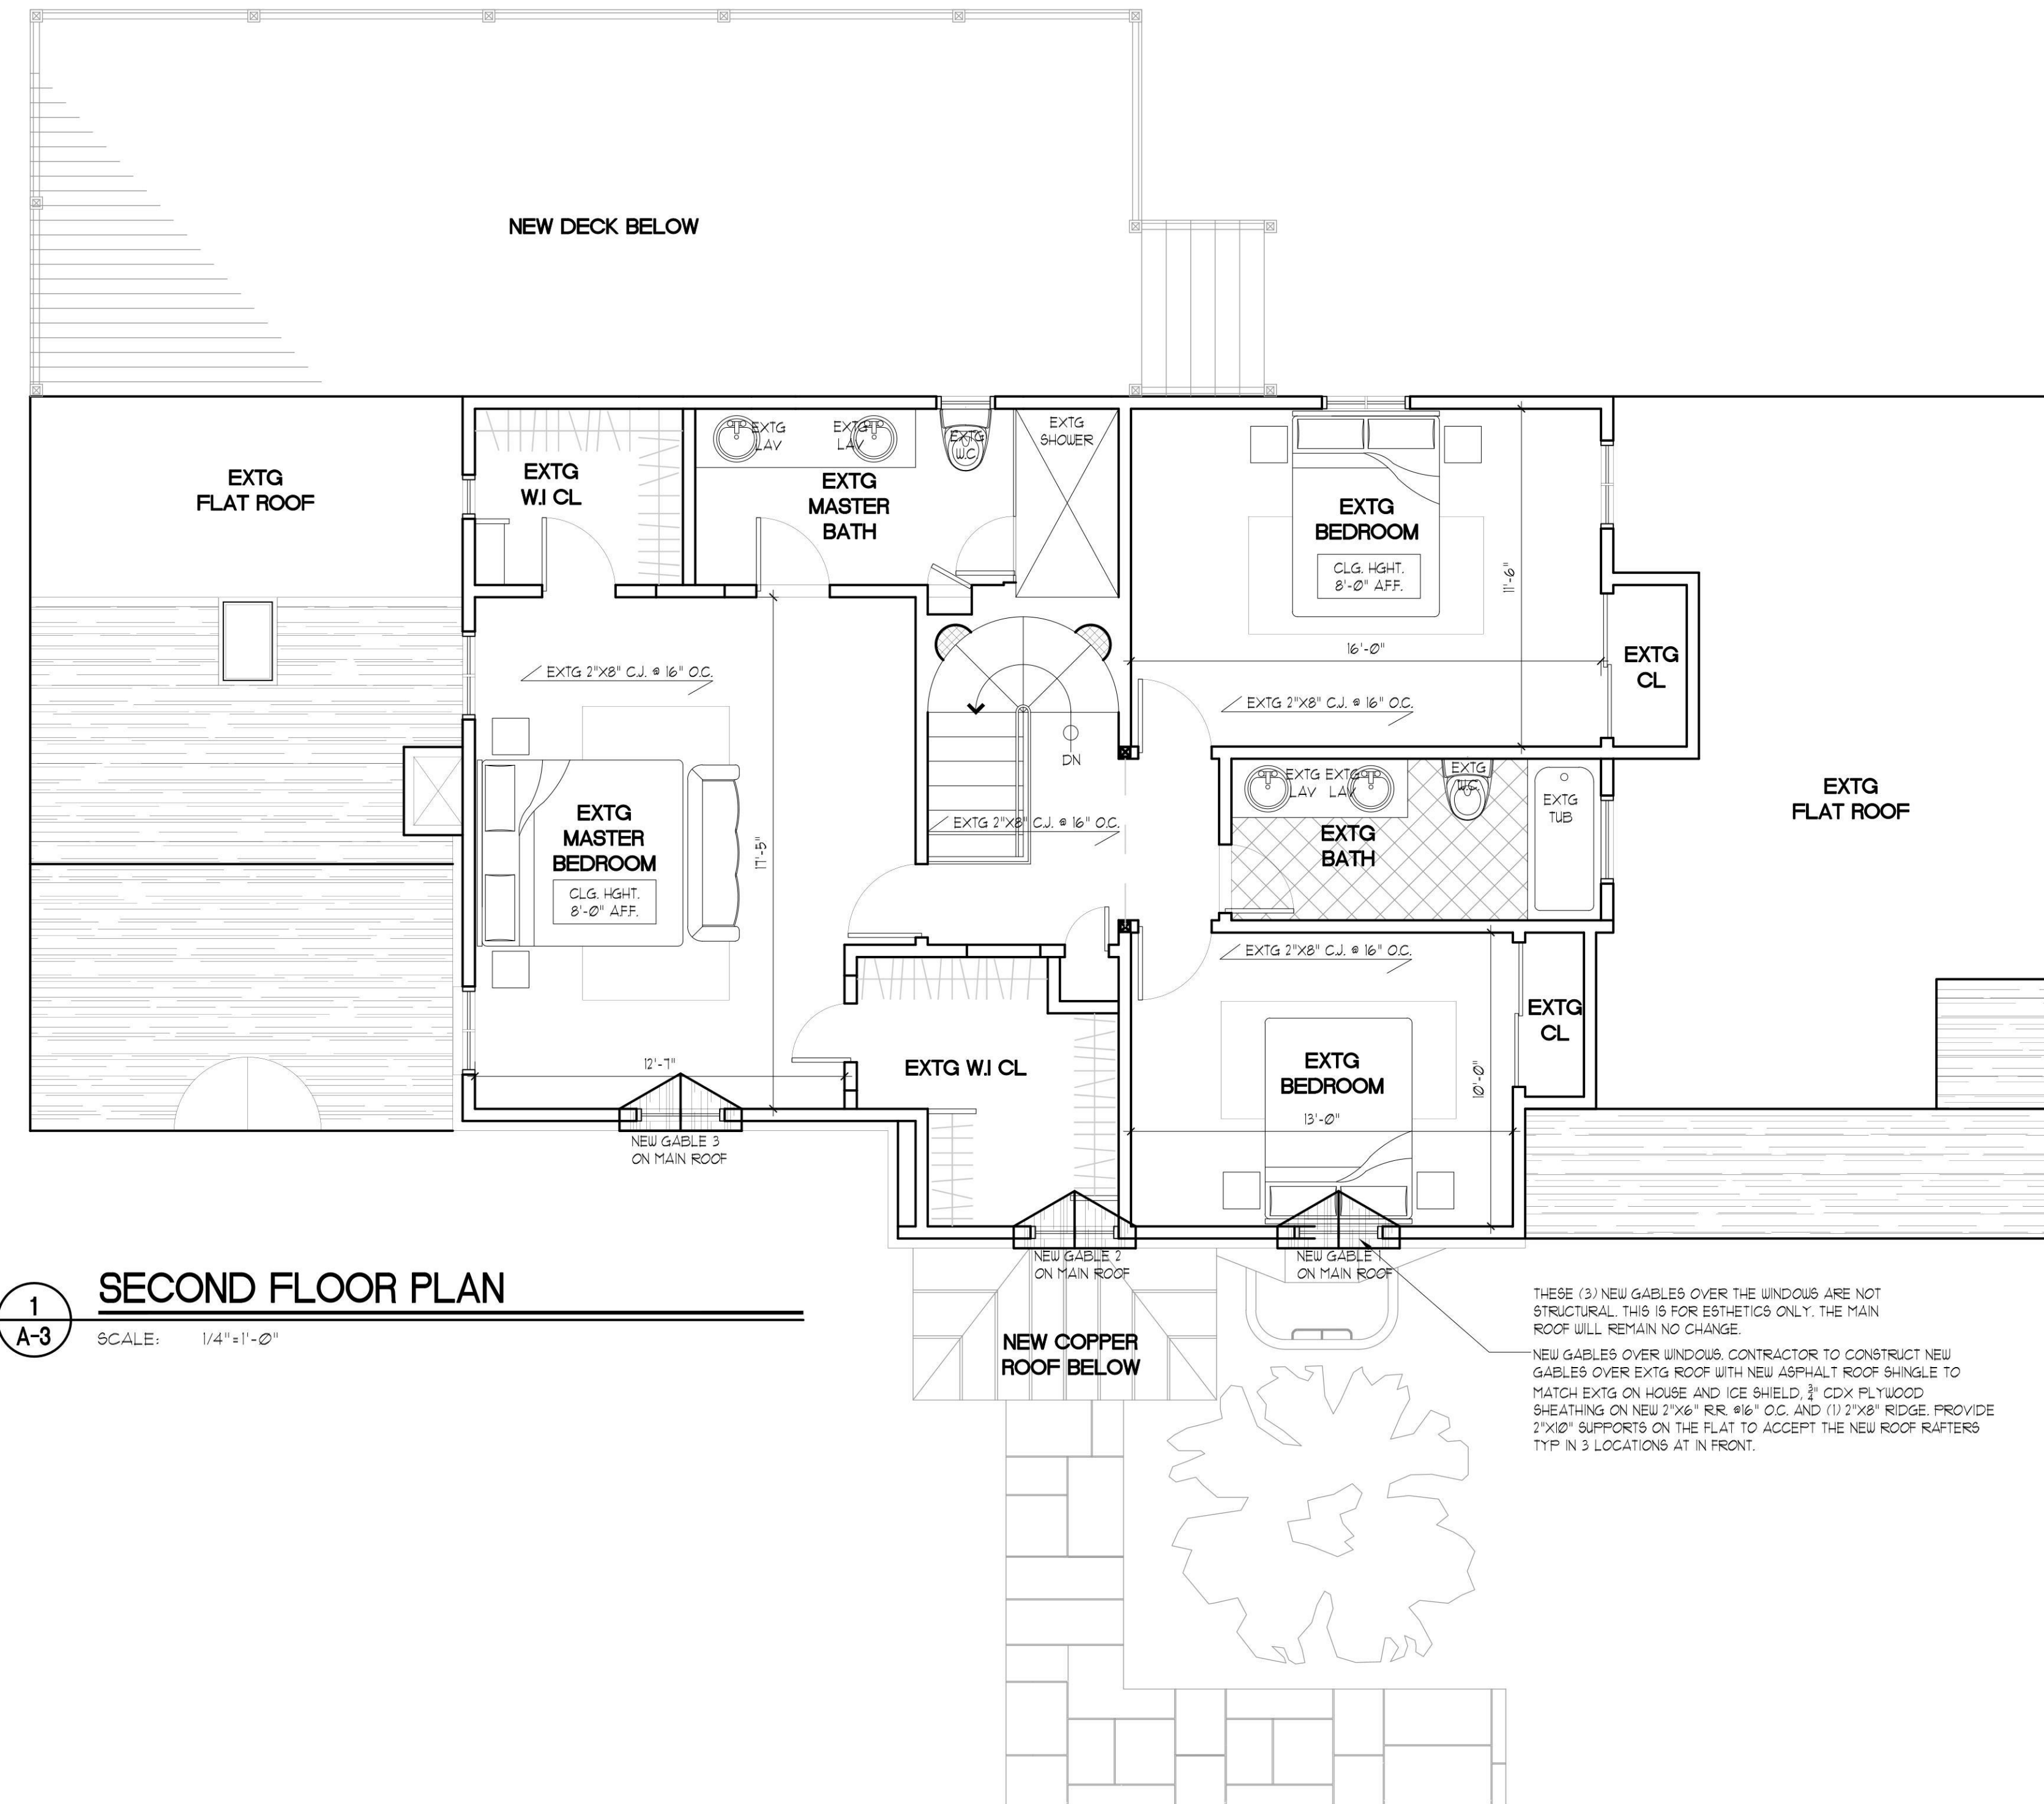 NEW DECK BELOW
EXTG
FLAT ROOF
EXTG
W.I CL
EXTG
LAV
EXTG
LAV
EXTG
MASTER
BATH
EXTG
W.C.
EXTG
SHOWER
EXTG
BEDROOM
CLG. HGHT.
8'-0" A.F.F.
11'-6"
16'-0"
EXTG
CL
EXTG 2"X8" C.J. @ 16" O.C.
EXTG 2"X8" C.J. @ 16" O.C.
DN
EXTG
MASTER
BEDROOM
CLG. HGHT.
8'-0" A.F.F.
17'-5"
EXTG 2"X8" C.J. @ 16" O.C.
EXTG
LAV
EXTG
LAV
EXTG
W.C.
EXTG
TUB
EXTG
BATH
EXTG
FLAT ROOF
EXTG 2"X8" C.J. @ 16" O.C.
EXTG
CL
EXTG W.I CL
EXTG
BEDROOM
10'-0"
13'-0"
12'-7"
NEW GABLE 3
ON MAIN ROOF
NEW GABLE 2
ON MAIN ROOF
NEW GABLE 1
ON MAIN ROOF
NEW COPPER
ROOF BELOW
1
A-3
SECOND FLOOR PLAN
SCALE: 1/4"=1'-0"
THESE (3) NEW GABLES OVER THE WINDOWS ARE NOT
STRUCTURAL. THIS IS FOR ESTHETICS ONLY. THE MAIN
ROOF WILL REMAIN NO CHANGE.
NEW GABLES OVER WINDOWS. CONTRACTOR TO CONSTRUCT NEW
GABLES OVER EXTG ROOF WITH NEW ASPHALT ROOF SHINGLE TO
MATCH EXTG ON HOUSE AND ICE SHIELD, 3/4" CDX PLYWOOD
SHEATHING ON NEW 2"X6" R.R. @16" O.C. AND (1) 2"X8" RIDGE. PROVIDE
2"X10" SUPPORTS ON THE FLAT TO ACCEPT THE NEW ROOF RAFTERS
TYP IN 3 LOCATIONS AT IN FRONT.